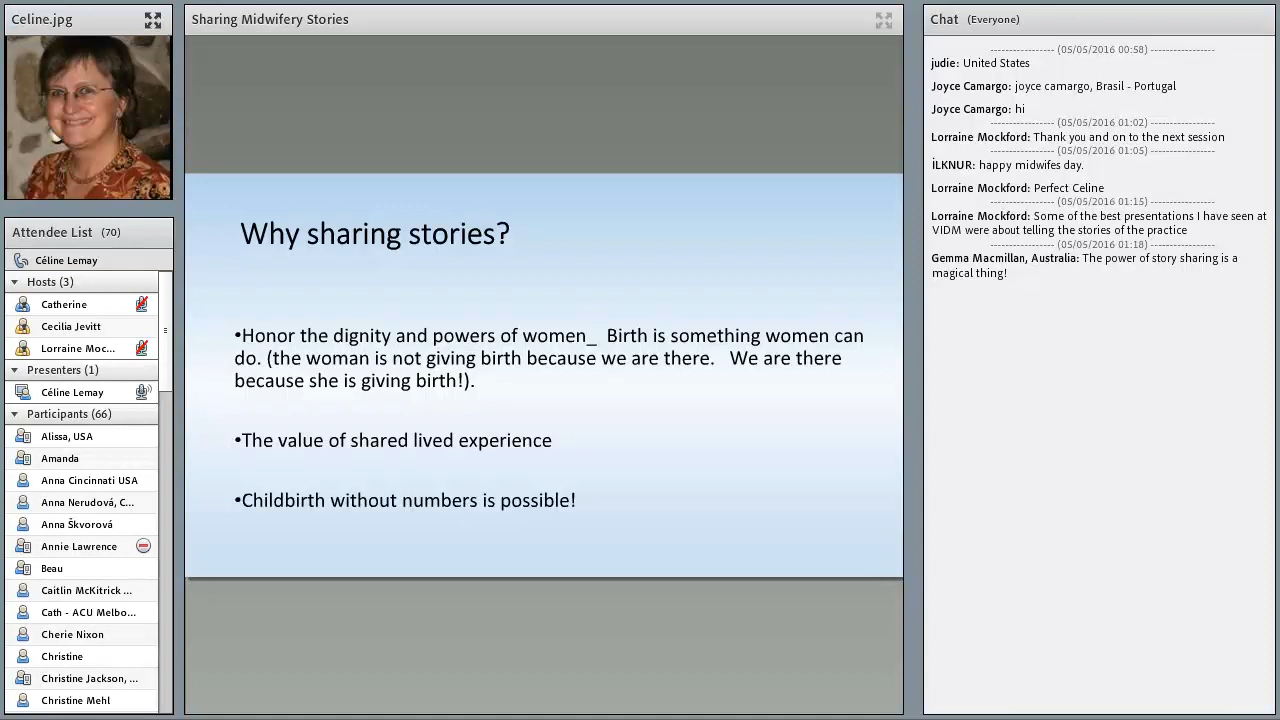 Celine.jpg
Attendee List (70)
Céline Lemay
Hosts (3)
Catherine
Cecilia Jevitt
Lorraine Moc...
Presenters (1)
Céline Lemay
Participants (66)
Alissa, USA
Amanda
Anna Cincinnati USA
Anna Nerudová, C...
Anna Škvorová
Annie Lawrence
Beau
Caitlin McKitrick ...
Cath - ACU Melbo...
Cherie Nixon
Christine
Christine Jackson, ...
Christine Mehl
Sharing Midwifery Stories
Why sharing stories?
•Honor the dignity and powers of women_  Birth is something women can
do. (the woman is not giving birth because we are there.   We are there
because she is giving birth!).
•The value of shared lived experience
•Childbirth without numbers is possible!
Chat (Everyone)
----------------- (05/05/2016 00:58) -----------------
judie: United States
Joyce Camargo: joyce camargo, Brasil - Portugal
Joyce Camargo: hi
----------------- (05/05/2016 01:02) -----------------
Lorraine Mockford: Thank you and on to the next session
----------------- (05/05/2016 01:05) -----------------
İLKNUR: happy midwifes day.
Lorraine Mockford: Perfect Celine
----------------- (05/05/2016 01:15) -----------------
Lorraine Mockford: Some of the best presentations I have seen at
VIDM were about telling the stories of the practice
----------------- (05/05/2016 01:18) -----------------
Gemma Macmillan, Australia: The power of story sharing is a
magical thing!